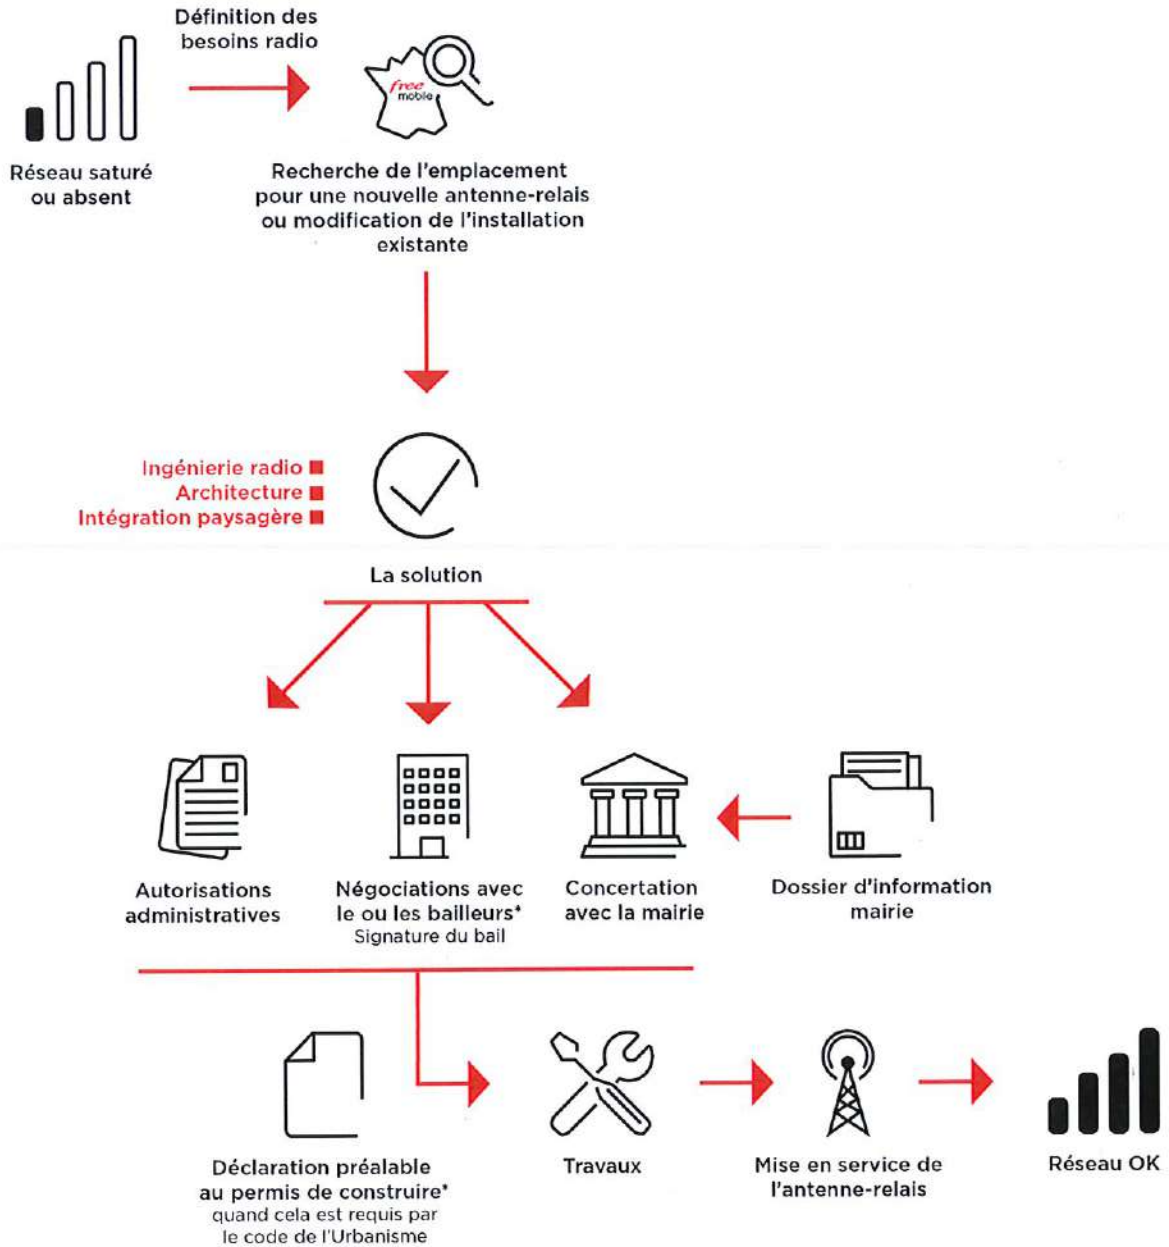 Définition des
besoins radio
free
mobile
Réseau saturé
ou absent
Recherche de l'emplacement
pour une nouvelle antenne-relais
ou modification de l'installation
existante
Ingénierie radio
Architecture
Intégration paysagère
La solution
Autorisations
administratives
Négociations avec
le ou les bailleurs*
Signature du bail
Concertation
avec la mairie
Dossier d'information
mairie
Déclaration préalable
au permis de construire*
quand cela est requis par
le code de l'Urbanisme
Travaux
Mise en service de
l'antenne-relais
Réseau OK